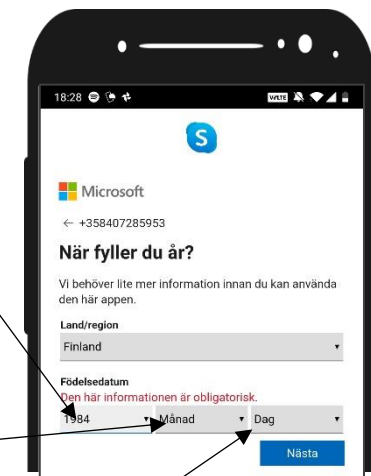 18:28
VoLTE
S
Microsoft
← +358407285953
När fyller du år?
Vi behöver lite mer information innan du kan använda
den här appen.
Land/region
Finland
Födelsedatum
Den här informationen är obligatorisk.
1984 Månad Dag
Nästa